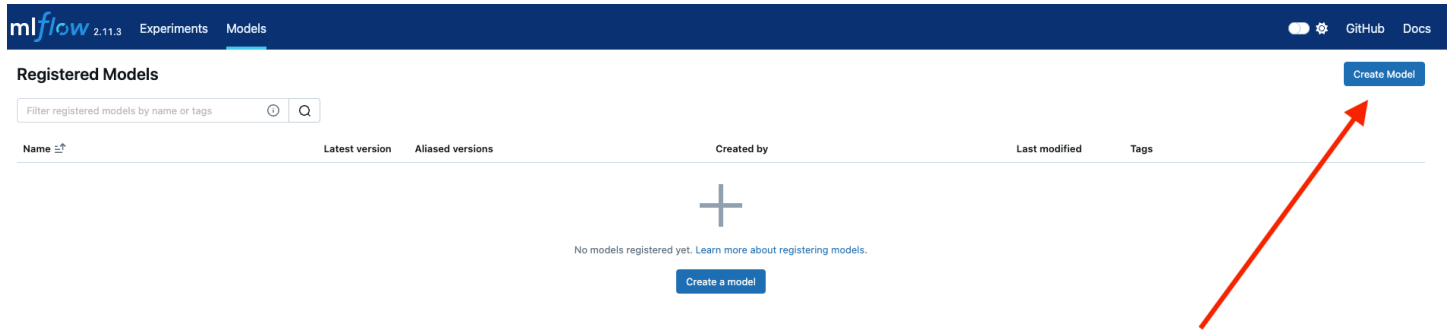 mlflow 2.11.3 Experiments Models GitHub Docs
Registered Models
Create Model
Filter registered models by name or tags
Name Latest version Aliased versions Created by Last modified Tags
No models registered yet. Learn more about registering models.
Create a model